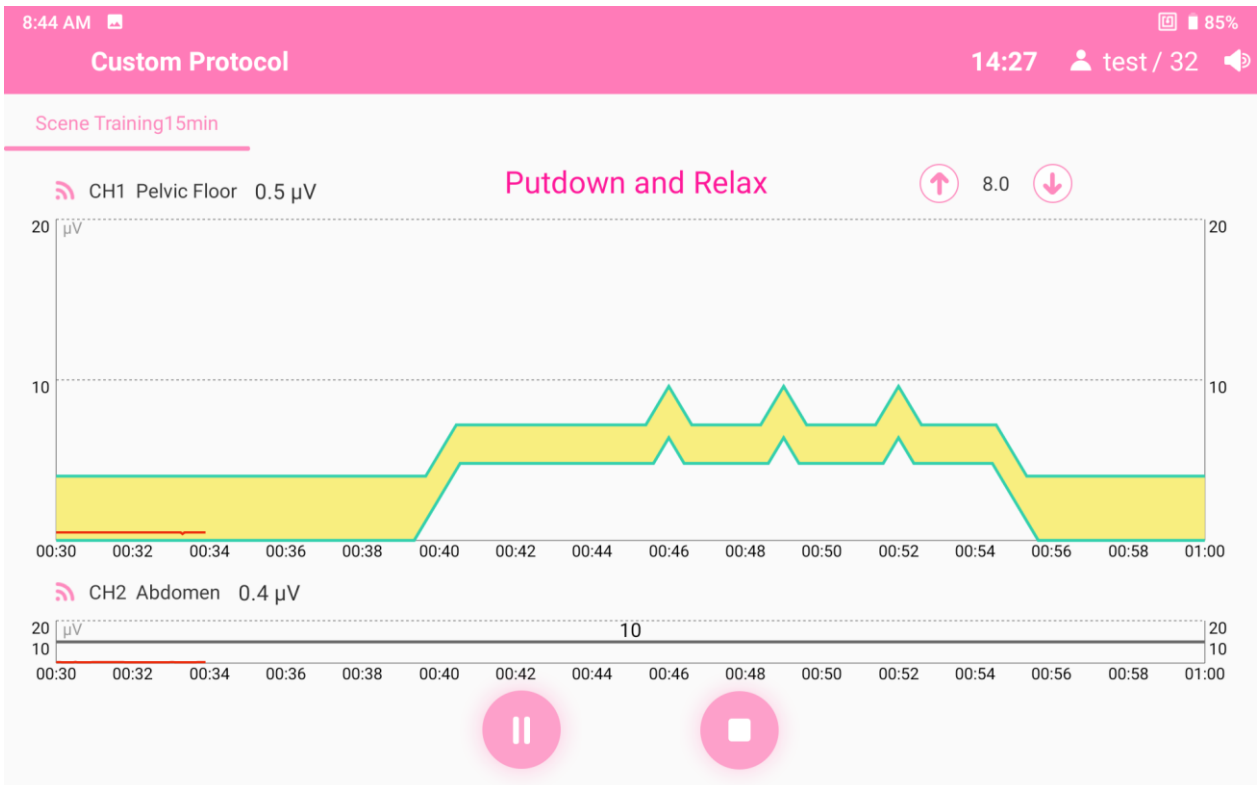 8:44 AM 85%
Custom Protocol 14:27 test / 32
Scene Training15min
CH1 Pelvic Floor 0.5 μV Putdown and Relax 8.0
20 μV 20
10 10
00:30 00:32 00:34 00:36 00:38 00:40 00:42 00:44 00:46 00:48 00:50 00:52 00:54 00:56 00:58 01:00
CH2 Abdomen 0.4 μV
20 μV 10 20
10 10
00:30 00:32 00:34 00:36 00:38 00:40 00:42 00:44 00:46 00:48 00:50 00:52 00:54 00:56 00:58 01:00